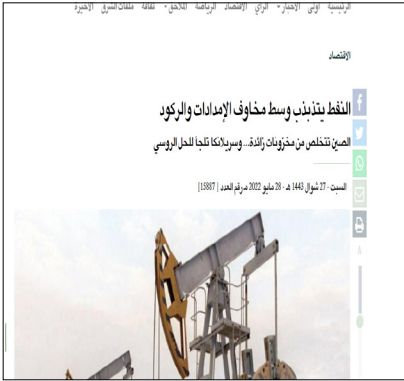 الرئيسية أولى الأخبار الرأي الاقتصاد الرياضة الملاحق ثقافة ملفات الشرق الأخيرة
الاقتصاد
النفط يتذبذب وسط مخاوف الإمدادات والركود
الصين تتخلص من مخزونات زائدة... وسريلانكا تلجأ للحل الروسي
السبت - 27 شوال 1443 هـ - 28 مايو 2022 مـ رقم العدد [ 15887]
A